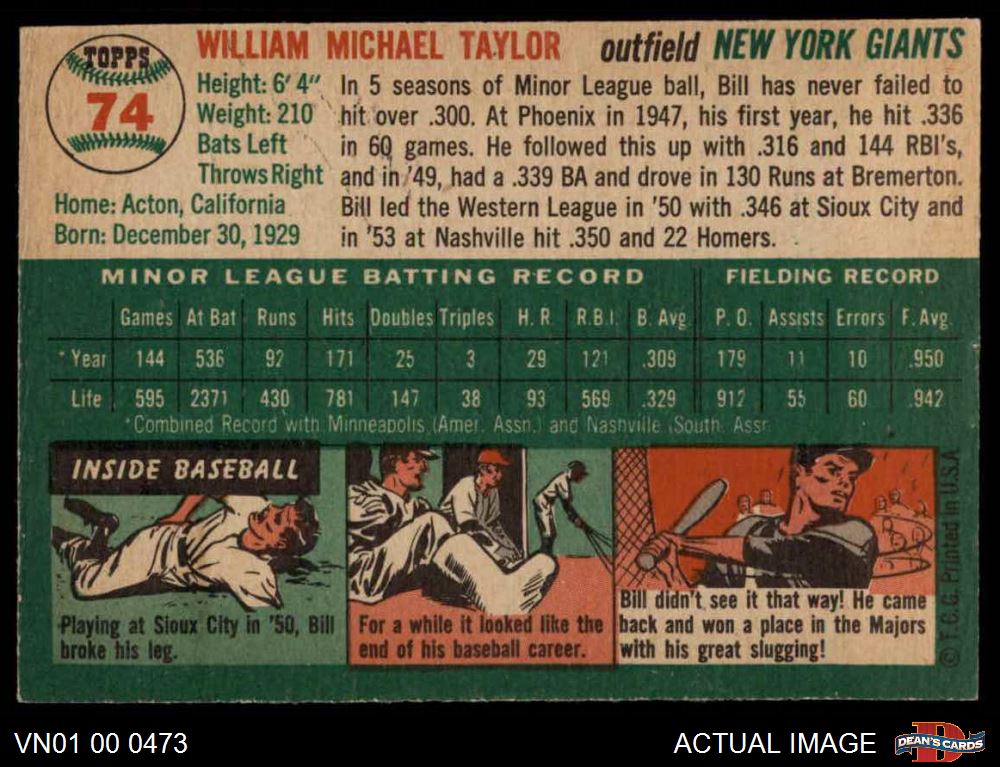 TOPPS
74
WILLIAM MICHAEL TAYLOR outfield NEW YORK GIANTS
Height: 6' 4"
Weight: 210
Bats Left
Throws Right
Home: Acton, California
Born: December 30, 1929
In 5 seasons of Minor League ball, Bill has never failed to
hit over .300. At Phoenix in 1947, his first year, he hit .336
in 60 games. He followed this up with .316 and 144 RBI's,
and in '49, had a .339 BA and drove in 130 Runs at Bremerton.
Bill led the Western League in '50 with .346 at Sioux City and
in '53 at Nashville hit .350 and 22 Homers.
MINOR LEAGUE BATTING RECORD FIELDING RECORD
Games At Bat Runs Hits Doubles Triples H. R. R.B.I. B. Avg. P. O. Assists Errors F. Avg.
* Year 144 536 92 171 25 3 29 121 .309 179 11 10 .950
Life 595 2371 430 781 147 38 93 569 .329 912 55 60 .942
*Combined Record with Minneapolis (Amer. Assn.) and Nashville (South. Assn.
INSIDE BASEBALL
Playing at Sioux City in '50, Bill
broke his leg.
For a while it looked like the
end of his baseball career.
Bill didn't see it that way! He came
back and won a place in the Majors
with his great slugging!
© T.C.G. Printed in U.S.A.
VN01 00 0473
ACTUAL IMAGE
D
DEAN'S CARDS